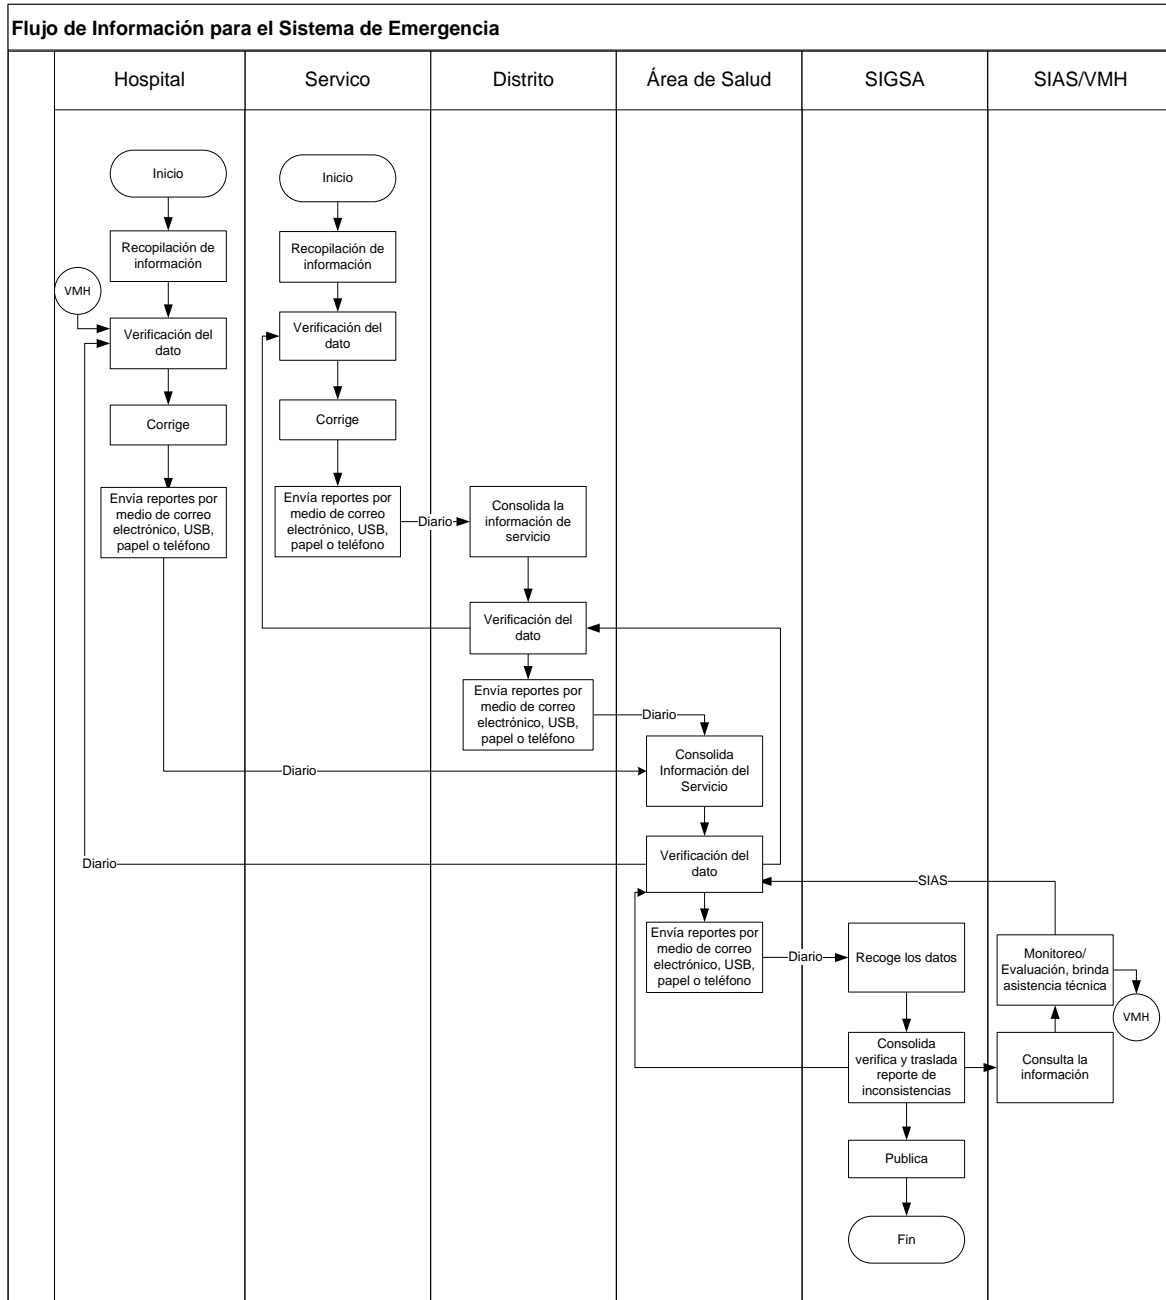 Flujo de Información para el Sistema de Emergencia
Hospital
Servico
Distrito
Área de Salud
SIGSA
SIAS/VMH
Inicio
Recopilación de
información
VMH
Verificación del
dato
Corrige
Envía reportes por
medio de correo
electrónico, USB,
papel o teléfono
Diario
Inicio
Recopilación de
información
Verificación del
dato
Corrige
Envía reportes por
medio de correo
electrónico, USB,
papel o teléfono
Diario
Consolida la
información de
servicio
Verificación del
dato
Envía reportes por
medio de correo
electrónico, USB,
papel o teléfono
Diario
Consolida
Información del
Servicio
Verificación del
dato
Diario
Envía reportes por
medio de correo
electrónico, USB,
papel o teléfono
Diario
Recoge los datos
Consolida
verifica y traslada
reporte de
inconsistencias
Publica
Fin
SIAS
Monitoreo/
Evaluación, brinda
asistencia técnica
VMH
Consulta la
información